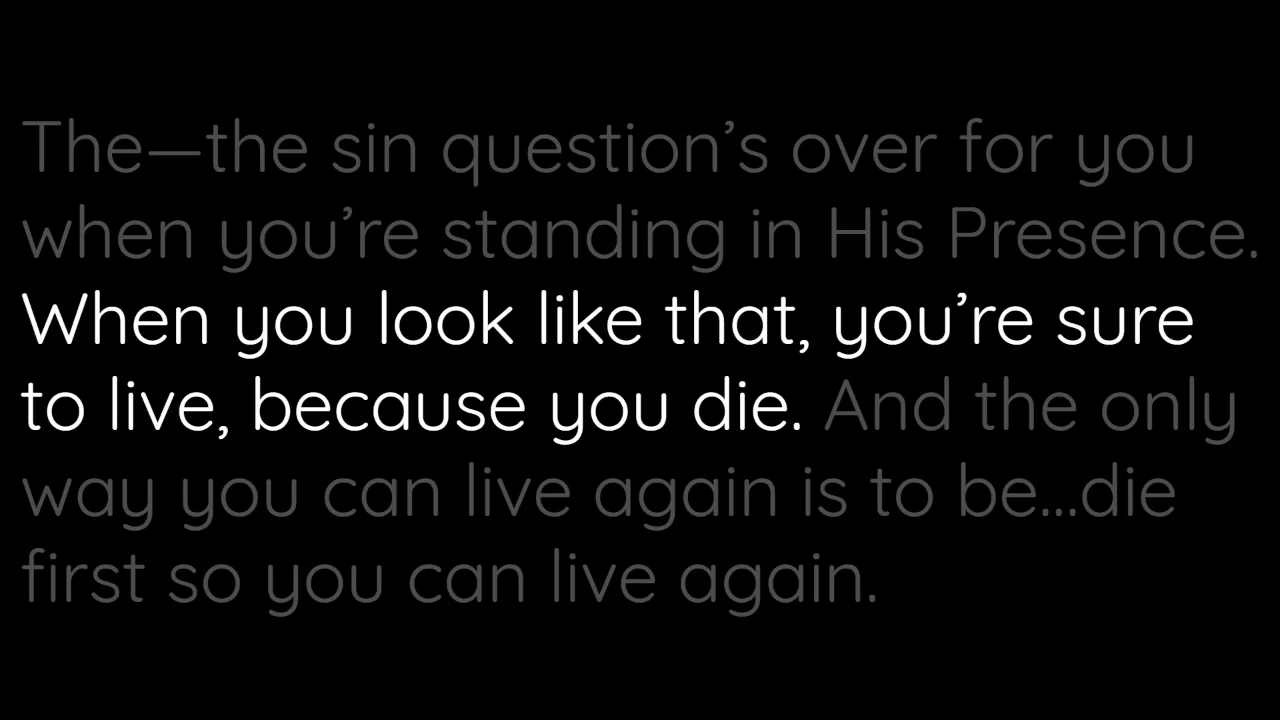 The—the sin question’s over for you
when you’re standing in His Presence.
When you look like that, you’re sure
to live, because you die. And the only
way you can live again is to be...die
first so you can live again.